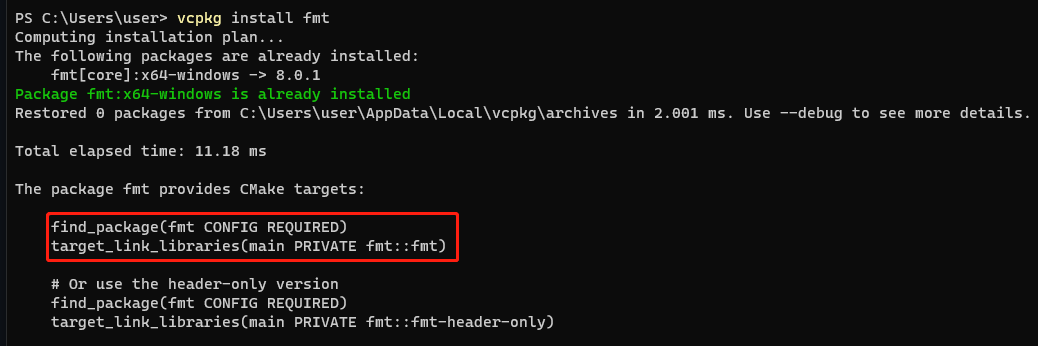 PS C:\Users\user> vcpkg install fmt
Computing installation plan...
The following packages are already installed:
    fmt[core]:x64-windows -> 8.0.1
Package fmt:x64-windows is already installed
Restored 0 packages from C:\Users\user\AppData\Local\vcpkg\archives in 2.001 ms. Use --debug to see more details.

Total elapsed time: 11.18 ms

The package fmt provides CMake targets:

    find_package(fmt CONFIG REQUIRED)
    target_link_libraries(main PRIVATE fmt::fmt)

    # Or use the header-only version
    find_package(fmt CONFIG REQUIRED)
    target_link_libraries(main PRIVATE fmt::fmt-header-only)